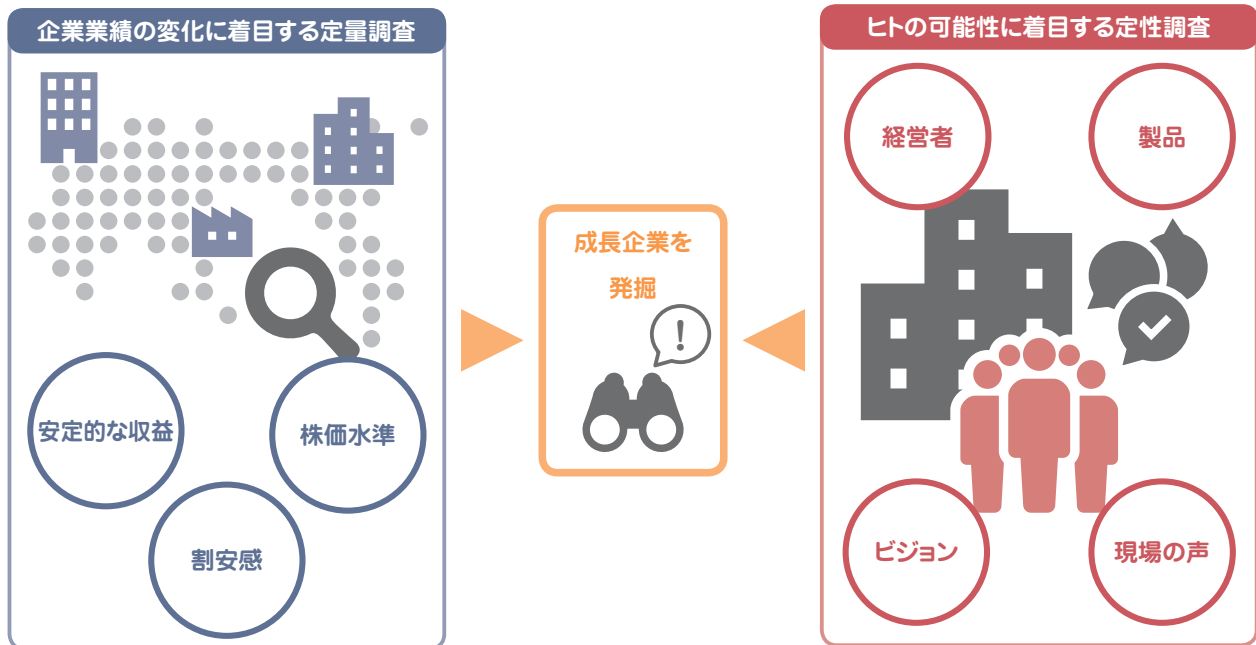 企業業績の変化に着目する定量調査
安定的な収益
株価水準
割安感
成長企業を
発掘
!
ヒトの可能性に着目する定性調査
経営者
製品
ビジョン
現場の声